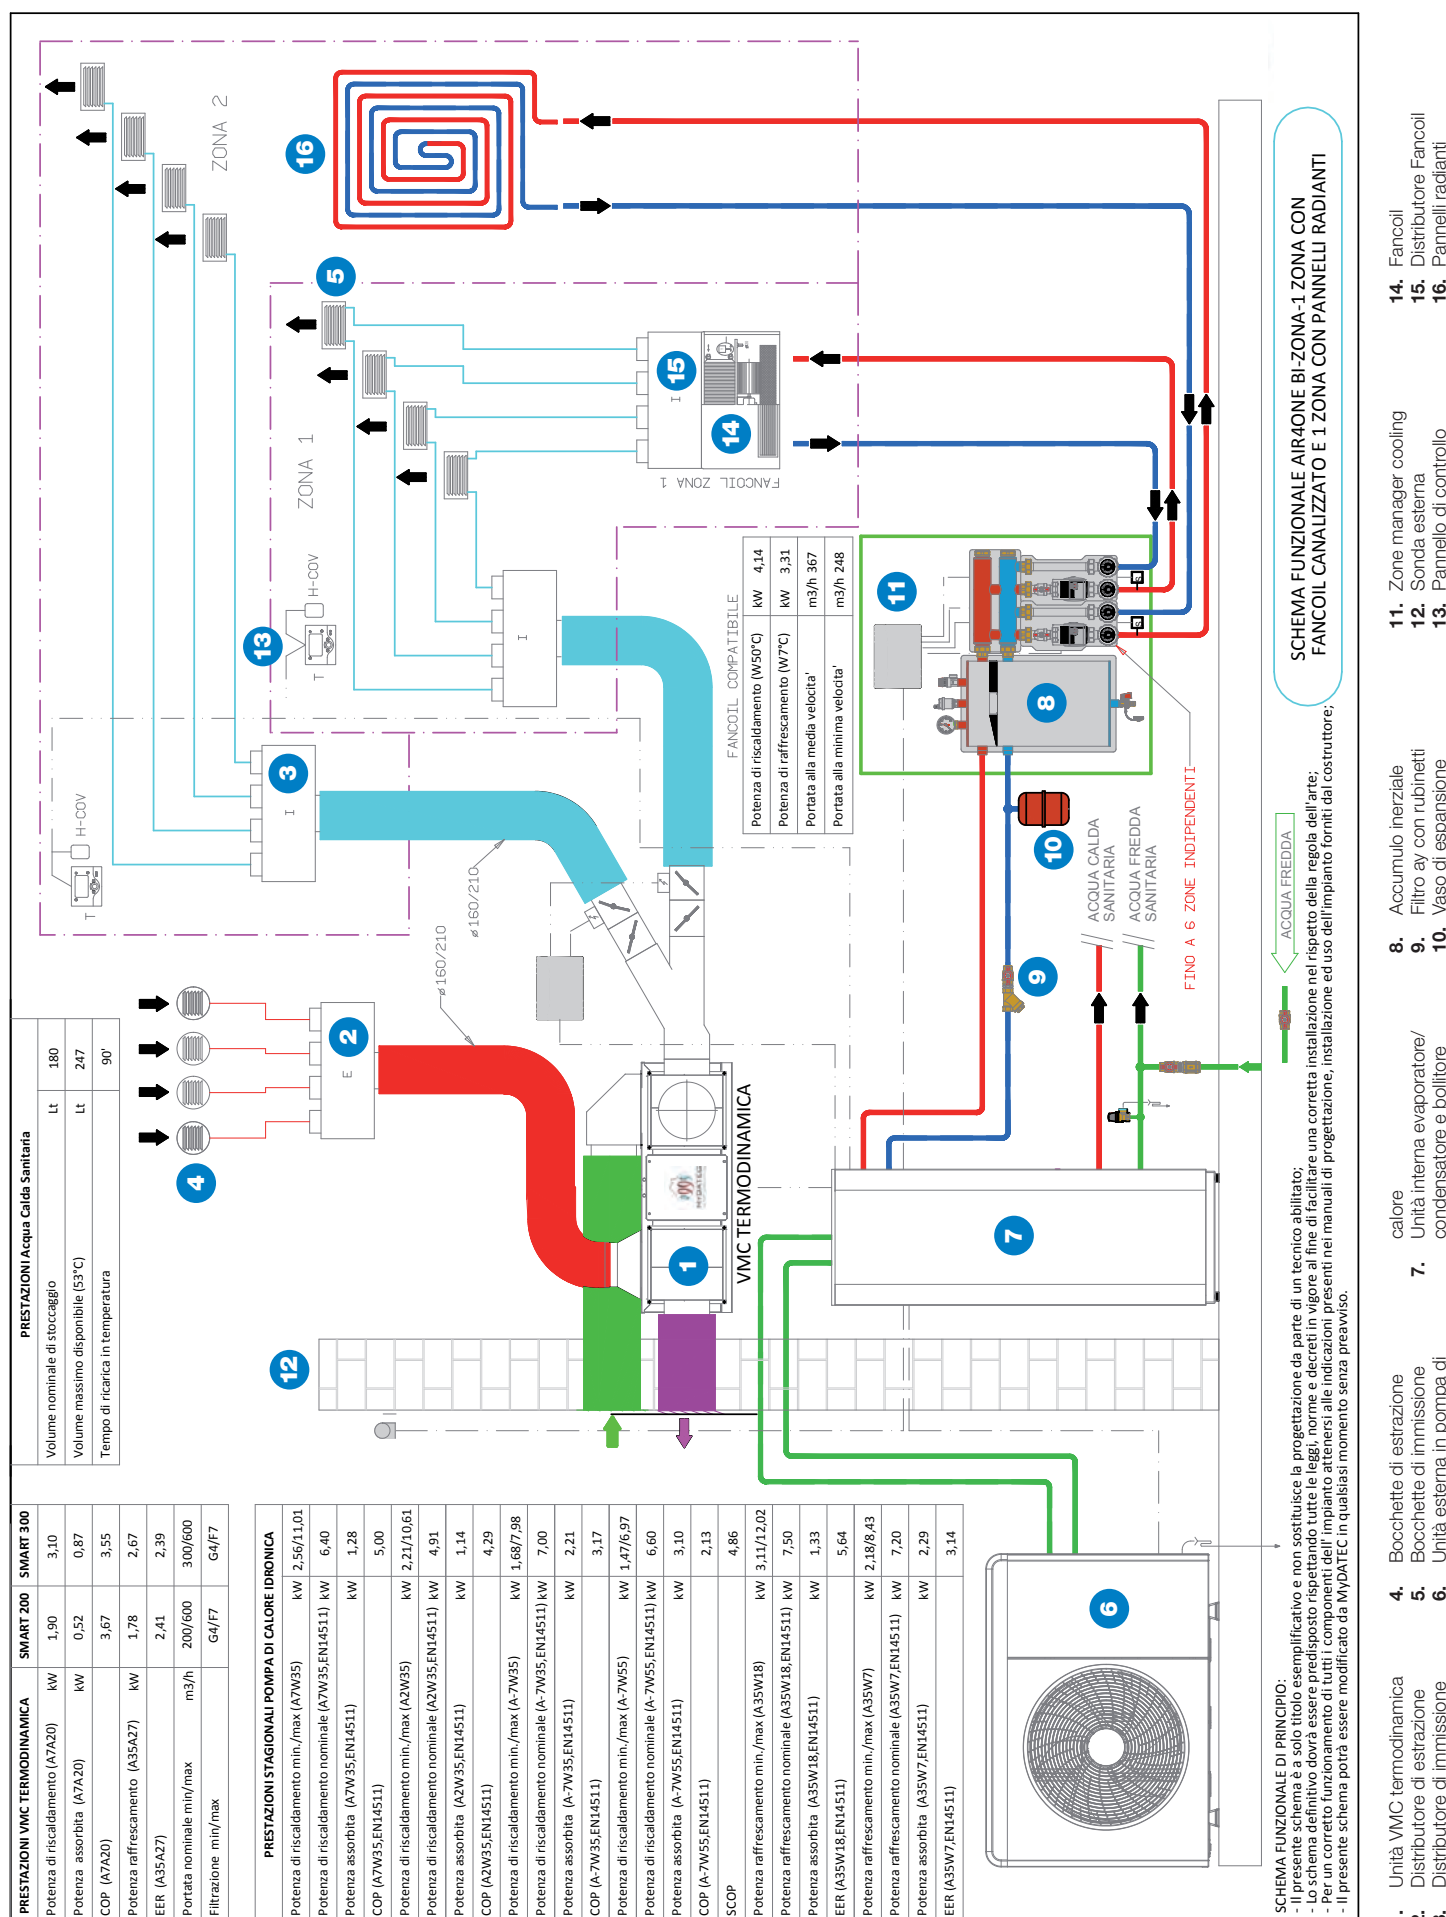 PRESTAZIONI VMC TERMODINAMICA SMART 200 SMART 300
Potenza di riscaldamento (A7A20) kW 1,90 3,10
Potenza assorbita (A7A20) kW 0,52 0,87
COP (A7A20) 3,67 3,55
Potenza raffrescamento (A35A27) kW 1,78 2,67
EER (A35A27) 2,41 2,39
Portata nominale min/max m3/h 200/600 300/600
Filtrazione min/max G4/F7 G4/F7
PRESTAZIONI Acqua Calda Sanitaria
Volume nominale di stoccaggio Lt 180
Volume massimo disponibile (53°C) Lt 247
Tempo di ricarica in temperatura 90'
PRESTAZIONI STAGIONALI POMPA DI CALORE IDRONICA
Potenza di riscaldamento min./max (A7W35) kW 2,56/11,01
Potenza di riscaldamento nominale (A7W35,EN14511) kW 6,40
Potenza assorbita (A7W35,EN14511) kW 1,28
COP (A7W35,EN14511) 5,00
Potenza di riscaldamento min./max (A2W35) kW 2,21/10,61
Potenza di riscaldamento nominale (A2W35,EN14511) kW 4,91
Potenza assorbita (A2W35,EN14511) kW 1,14
COP (A2W35,EN14511) 4,29
Potenza di riscaldamento min./max (A-7W35) kW 1,68/7,98
Potenza di riscaldamento nominale (A-7W35,EN14511) kW 7,00
Potenza assorbita (A-7W35,EN14511) kW 2,21
COP (A-7W35,EN14511) 3,17
Potenza di riscaldamento min./max (A-7W55) kW 1,47/6,97
Potenza di riscaldamento nominale (A-7W55,EN14511) kW 6,60
Potenza assorbita (A-7W55,EN14511) kW 3,10
COP (A-7W55,EN14511) 2,13
SCOP 4,86
Potenza raffrescamento min./max (A35W18) kW 3,11/12,02
Potenza raffrescamento nominale (A35W18,EN14511) kW 7,50
Potenza assorbita (A35W18,EN14511) kW 1,33
EER (A35W18,EN14511) 5,64
Potenza raffrescamento min./max (A35W7) kW 2,18/8,43
Potenza raffrescamento nominale (A35W7,EN14511) kW 7,20
Potenza assorbita (A35W7,EN14511) kW 2,29
EER (A35W7,EN14511) 3,14
12
4
2
E
ø160/210
ø160/210
1
MYDATEC
VMC TERMODINAMICA
T
H-COV
3
I
13
T
H-COV
I
ZONA 1
ZONA 2
5
16
15
I
14
FANCOIL ZONA 1
FANCOIL COMPATIBILE
Potenza di riscaldamento (W50°C) kW 4,14
Potenza di raffrescamento (W7°C) kW 3,31
Portata alla media velocita' m3/h 367
Portata alla minima velocita' m3/h 248
11
8
10
9
7
6
ACQUA CALDA
SANITARIA
ACQUA FREDDA
SANITARIA
FINO A 6 ZONE INDIPENDENTI
ACQUA FREDDA
SCHEMA FUNZIONALE AIR4ONE BI-ZONA-1 ZONA CON
FANCOIL CANALIZZATO E 1 ZONA CON PANNELLI RADIANTI
SCHEMA FUNZIONALE DI PRINCIPIO:
- Il presente schema è a solo titolo esemplificativo e non sostituisce la progettazione da parte di un tecnico abilitato;
- Lo schema definitivo dovrà essere predisposto rispettando tutte le leggi, norme e decreti in vigore al fine di facilitare una corretta installazione nel rispetto della regola dell'arte;
- Per un corretto funzionamento di tutti i componenti dell' impianto attenersi alle indicazioni presenti nei manuali di progettazione, installazione ed uso dell'impianto forniti dal costruttore;
- Il presente schema potrà essere modificato da MyDATEC in qualsiasi momento senza preavviso.
Unità VMC termodinamica
Distributore di estrazione
Distributore di immissione
4. Bocchette di estrazione
5. Bocchette di immissione
6. Unità esterna in pompa di
calore
7. Unità interna evaporatore/
condensatore e bollitore
8. Accumulo inerziale
9. Filtro ay con rubinetti
10. Vaso di espansione
11. Zone manager cooling
12. Sonda esterna
13. Pannello di controllo
14. Fancoil
15. Distributore Fancoil
16. Pannelli radianti